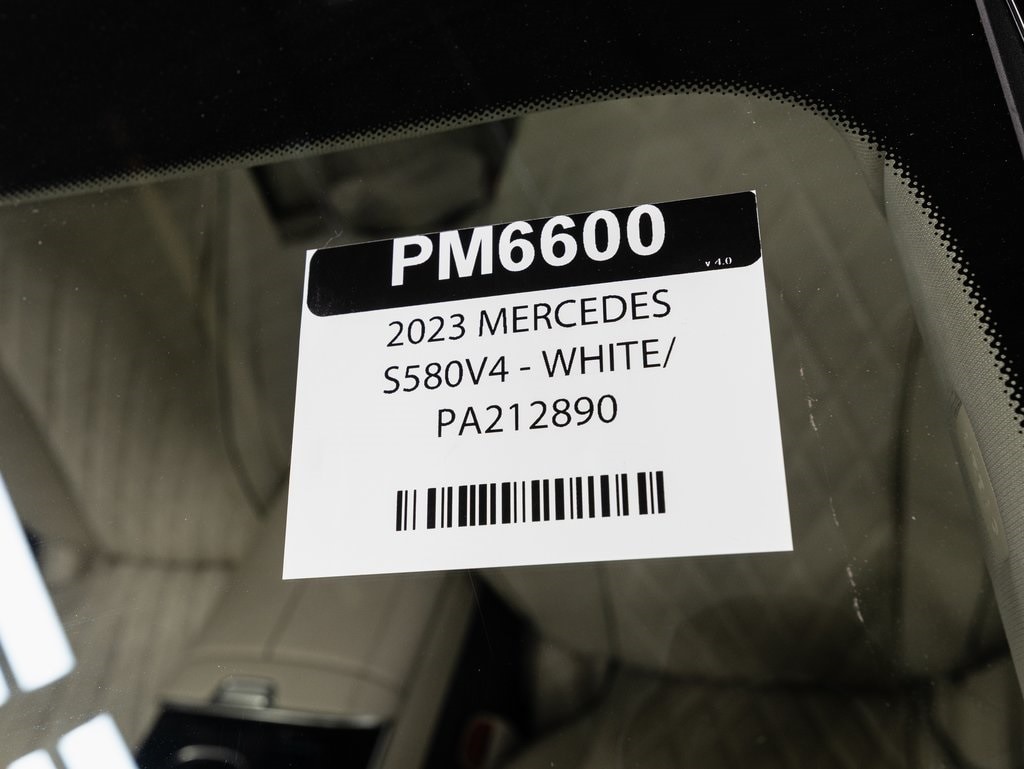 PM6600
v 4.0
2023 MERCEDES
S580V4 - WHITE/
PA212890